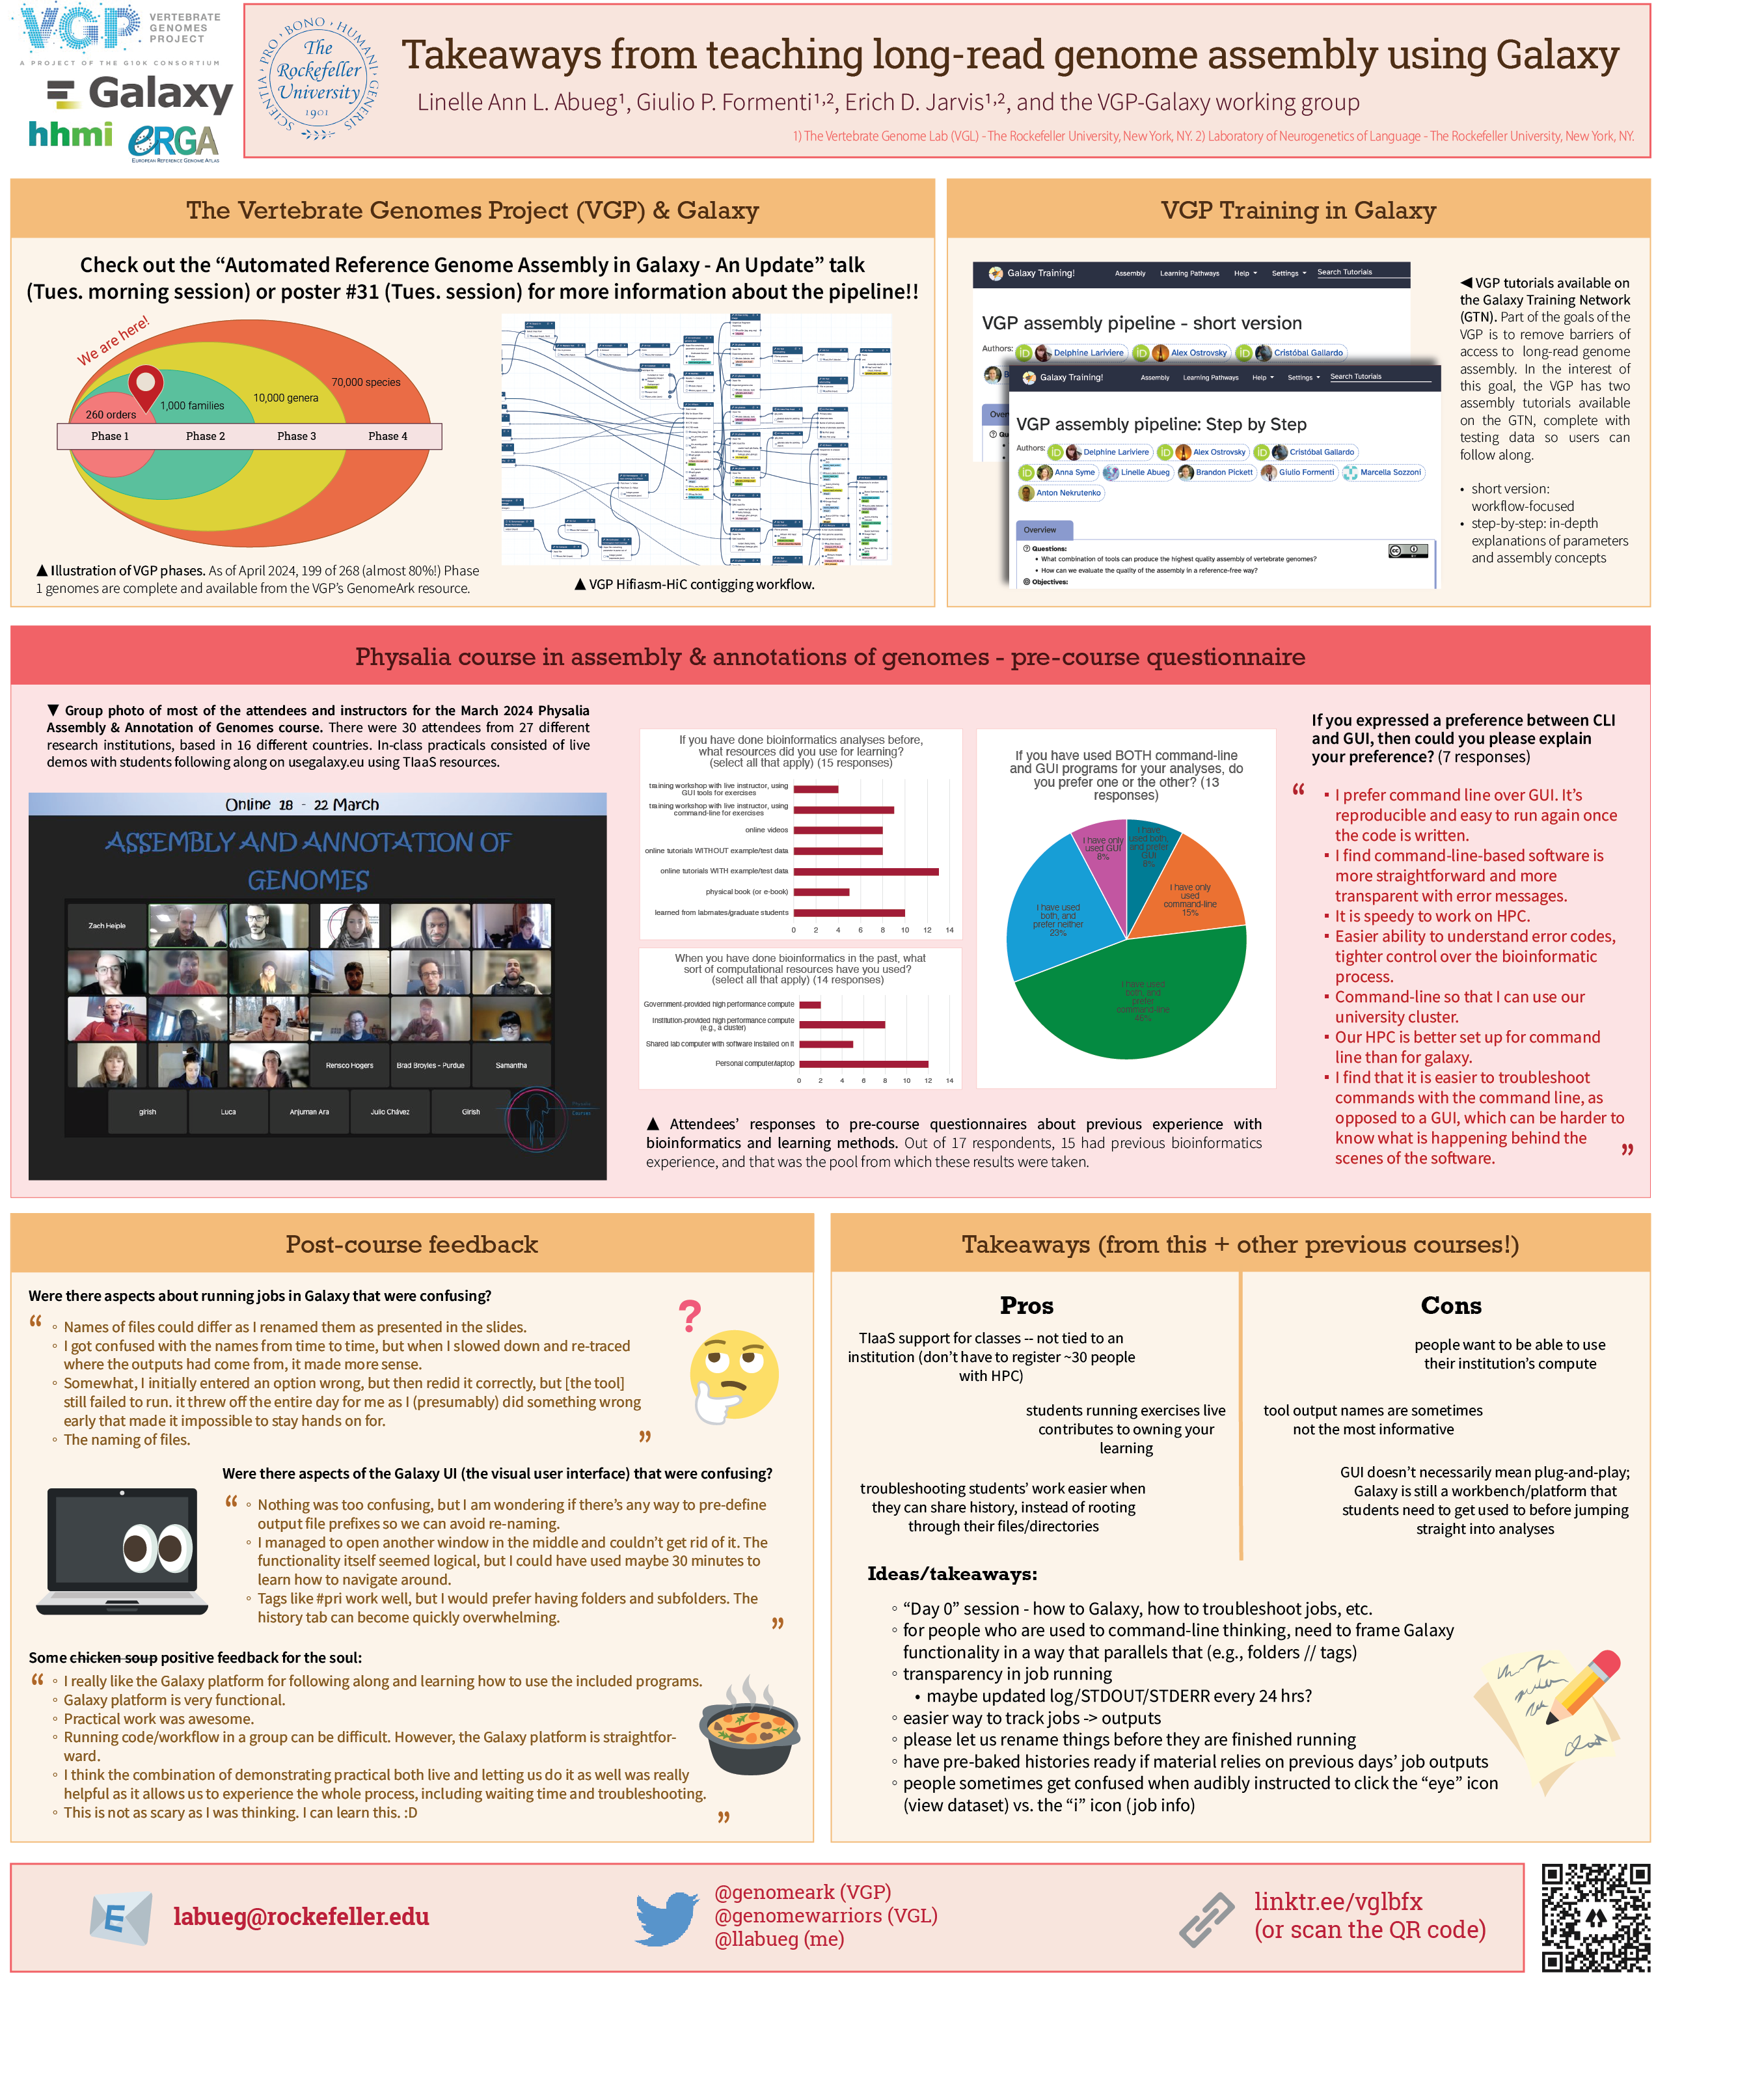 VGP VERTEBRATE
GENOMES
PROJECT
A PROJECT OF THE G10K CONSORTIUM
Galaxy
hhmi
eRGA
EUROPEAN REFERENCE GENOME ATLAS
SCIENTIA • PRO • BONO • HUMANI • GENERIS
The
Rockefeller
University
1901
Takeaways from teaching long-read genome assembly using Galaxy
Linelle Ann L. Abueg¹, Giulio P. Formenti¹,², Erich D. Jarvis¹,², and the VGP-Galaxy working group
1) The Vertebrate Genome Lab (VGL) - The Rockefeller University, New York, NY. 2) Laboratory of Neurogenetics of Language - The Rockefeller University, New York, NY.
The Vertebrate Genomes Project (VGP) & Galaxy
Check out the “Automated Reference Genome Assembly in Galaxy - An Update” talk
(Tues. morning session) or poster #31 (Tues. session) for more information about the pipeline!!
We are here!
70,000 species
10,000 genera
1,000 families
260 orders
Phase 1 Phase 2 Phase 3 Phase 4
▲ Illustration of VGP phases. As of April 2024, 199 of 268 (almost 80%!) Phase
1 genomes are complete and available from the VGP’s GenomeArk resource.
▲ VGP Hifiasm-HiC contigging workflow.
VGP Training in Galaxy
Galaxy Training! Assembly Learning Pathways Help Settings Search Tutorials
VGP assembly pipeline - short version
Authors: Delphine Lariviere Alex Ostrovsky Cristóbal Gallardo
Galaxy Training! Assembly Learning Pathways Help Settings Search Tutorials
VGP assembly pipeline: Step by Step
Authors: Delphine Lariviere Alex Ostrovsky Cristóbal Gallardo
Anna Syme Linelle Abueg Brandon Pickett Giulio Formenti Marcella Sozzoni
Anton Nekrutenko
Overview
Questions:
• What combination of tools can produce the highest quality assembly of vertebrate genomes?
• How can we evaluate the quality of the assembly in a reference-free way?
Objectives:
◀ VGP tutorials available on
the Galaxy Training Network
(GTN). Part of the goals of the
VGP is to remove barriers of
access to long-read genome
assembly. In the interest of
this goal, the VGP has two
assembly tutorials available
on the GTN, complete with
testing data so users can
follow along.
• short version:
workflow-focused
• step-by-step: in-depth
explanations of parameters
and assembly concepts
Physalia course in assembly & annotations of genomes - pre-course questionnaire
▼ Group photo of most of the attendees and instructors for the March 2024 Physalia
Assembly & Annotation of Genomes course. There were 30 attendees from 27 different
research institutions, based in 16 different countries. In-class practicals consisted of live
demos with students following along on usegalaxy.eu using TIaaS resources.
Online 18 - 22 March
ASSEMBLY AND ANNOTATION OF
GENOMES
Zach Heiple
Rensco Hogers Brad Broyles - Purdue Samantha
girish Luca Anjuman Ara Julio Chávez Girish
If you have done bioinformatics analyses before,
what resources did you use for learning?
(select all that apply) (15 responses)
training workshop with live instructor, using
GUI tools for exercises
training workshop with live instructor, using
command-line for exercises
online videos
online tutorials WITHOUT example/test data
online tutorials WITH example/test data
physical book (or e-book)
learned from labmates/graduate students
0 2 4 6 8 10 12 14
When you have done bioinformatics in the past, what
sort of computational resources have you used?
(select all that apply) (14 responses)
Government-provided high performance compute
Institution-provided high performance compute
(e.g., a cluster)
Shared lab computer with software installed on it
Personal computer/laptop
0 2 4 6 8 10 12 14
If you have used BOTH command-line
and GUI programs for your analyses, do
you prefer one or the other? (13
responses)
I have only
used GUI
8%
I have
used both,
and prefer
GUI
8%
I have only
used
command-line
15%
I have used
both, and
prefer neither
23%
I have used
both, and
prefer
command-line
46%
▲ Attendees’ responses to pre-course questionnaires about previous experience with
bioinformatics and learning methods. Out of 17 respondents, 15 had previous bioinformatics
experience, and that was the pool from which these results were taken.
If you expressed a preference between CLI
and GUI, then could you please explain
your preference? (7 responses)
“
▪ I prefer command line over GUI. It’s
reproducible and easy to run again once
the code is written.
▪ I find command-line-based software is
more straightforward and more
transparent with error messages.
▪ It is speedy to work on HPC.
▪ Easier ability to understand error codes,
tighter control over the bioinformatic
process.
▪ Command-line so that I can use our
university cluster.
▪ Our HPC is better set up for command
line than for galaxy.
▪ I find that it is easier to troubleshoot
commands with the command line, as
opposed to a GUI, which can be harder to
know what is happening behind the
scenes of the software.
”
Post-course feedback
Were there aspects about running jobs in Galaxy that were confusing?
“
◦ Names of files could differ as I renamed them as presented in the slides.
◦ I got confused with the names from time to time, but when I slowed down and re-traced
where the outputs had come from, it made more sense.
◦ Somewhat, I initially entered an option wrong, but then redid it correctly, but [the tool]
still failed to run. it threw off the entire day for me as I (presumably) did something wrong
early that made it impossible to stay hands on for.
◦ The naming of files.
”
Were there aspects of the Galaxy UI (the visual user interface) that were confusing?
“
◦ Nothing was too confusing, but I am wondering if there’s any way to pre-define
output file prefixes so we can avoid re-naming.
◦ I managed to open another window in the middle and couldn’t get rid of it. The
functionality itself seemed logical, but I could have used maybe 30 minutes to
learn how to navigate around.
◦ Tags like #pri work well, but I would prefer having folders and subfolders. The
history tab can become quickly overwhelming.
”
Some chicken soup positive feedback for the soul:
“
◦ I really like the Galaxy platform for following along and learning how to use the included programs.
◦ Galaxy platform is very functional.
◦ Practical work was awesome.
◦ Running code/workflow in a group can be difficult. However, the Galaxy platform is straightfor-
ward.
◦ I think the combination of demonstrating practical both live and letting us do it as well was really
helpful as it allows us to experience the whole process, including waiting time and troubleshooting.
◦ This is not as scary as I was thinking. I can learn this. :D
”
Takeaways (from this + other previous courses!)
Pros
TIaaS support for classes -- not tied to an
institution (don’t have to register ~30 people
with HPC)
students running exercises live
contributes to owning your
learning
troubleshooting students’ work easier when
they can share history, instead of rooting
through their files/directories
Cons
people want to be able to use
their institution’s compute
tool output names are sometimes
not the most informative
GUI doesn’t necessarily mean plug-and-play;
Galaxy is still a workbench/platform that
students need to get used to before jumping
straight into analyses
Ideas/takeaways:
◦ “Day 0” session - how to Galaxy, how to troubleshoot jobs, etc.
◦ for people who are used to command-line thinking, need to frame Galaxy
functionality in a way that parallels that (e.g., folders // tags)
◦ transparency in job running
• maybe updated log/STDOUT/STDERR every 24 hrs?
◦ easier way to track jobs -> outputs
◦ please let us rename things before they are finished running
◦ have pre-baked histories ready if material relies on previous days’ job outputs
◦ people sometimes get confused when audibly instructed to click the “eye” icon
(view dataset) vs. the “i” icon (job info)
labueg@rockefeller.edu
@genomeark (VGP)
@genomewarriors (VGL)
@llabueg (me)
linktr.ee/vglbfx
(or scan the QR code)